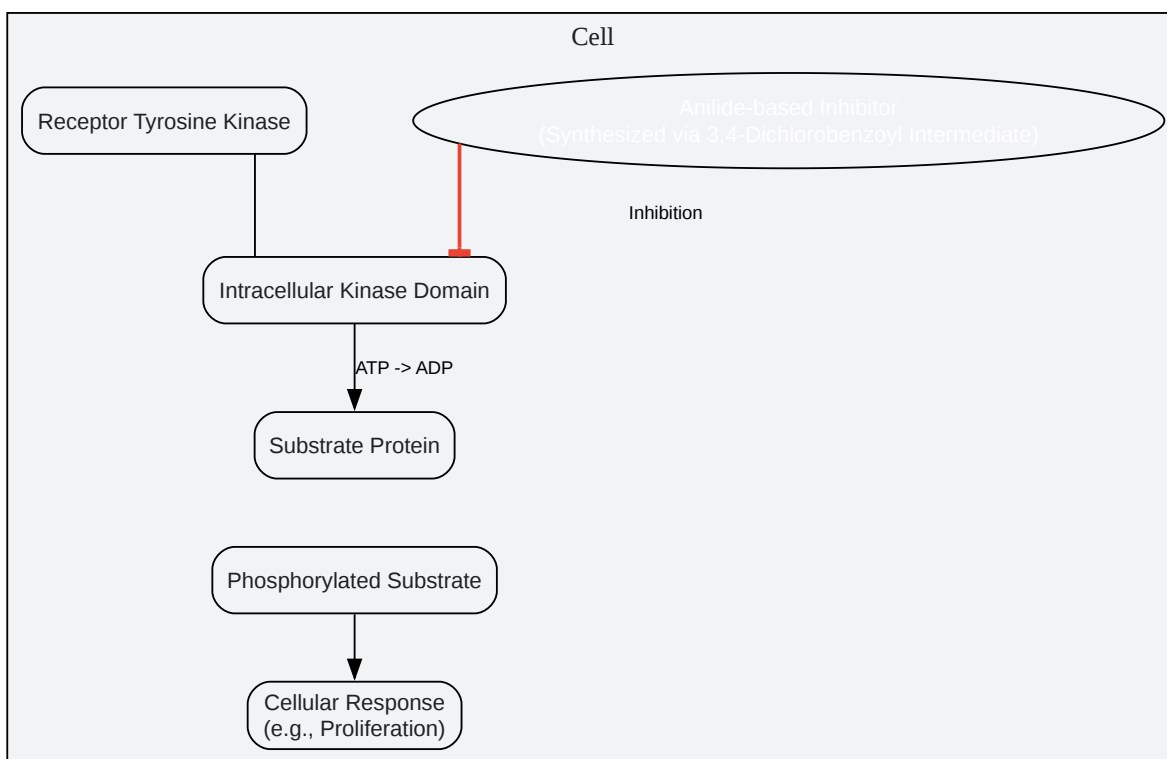 Cell
Receptor Tyrosine Kinase
Anilide-based Inhibitor
(Synthesized via 3,4-Dichlorobenzoyl Intermediate)
Inhibition
Intracellular Kinase Domain
ATP -> ADP
Substrate Protein
Phosphorylated Substrate
Cellular Response
(e.g., Proliferation)